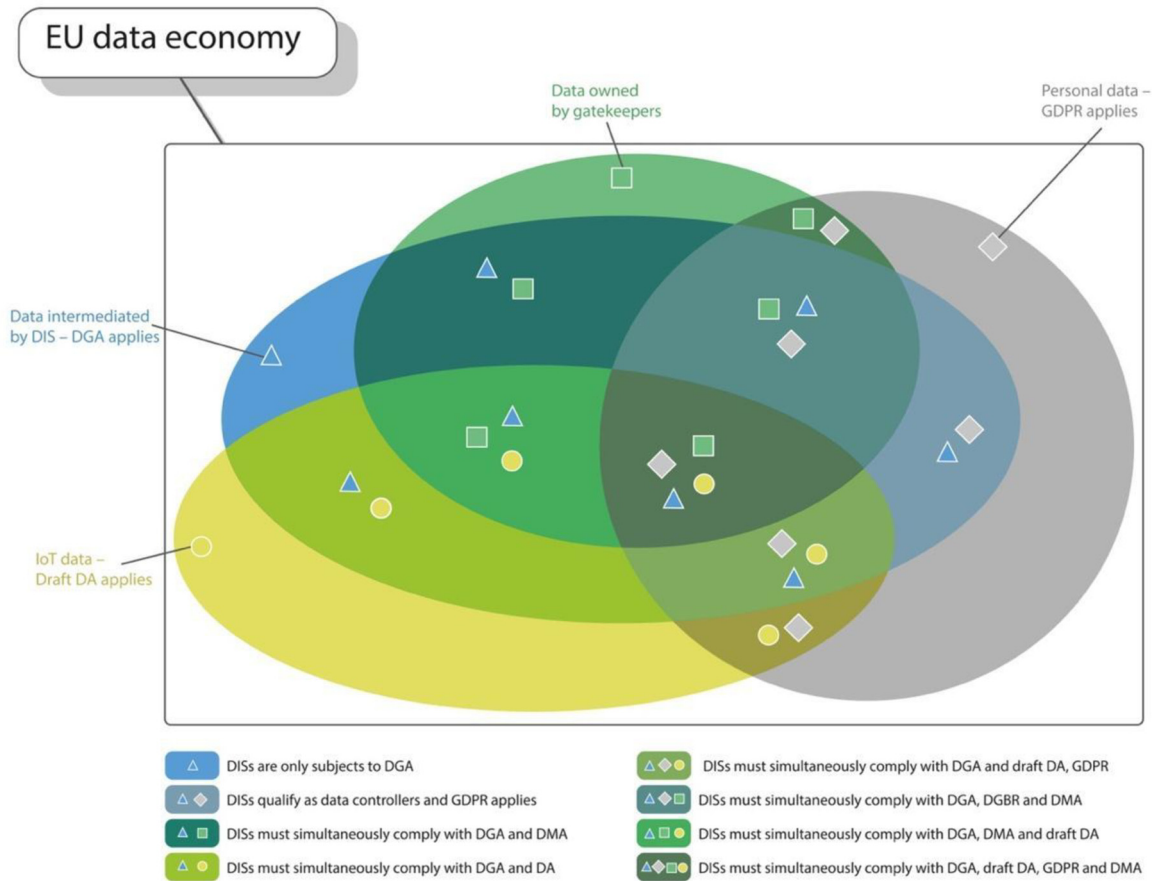 EU data economy
Data owned
by gatekeepers
Personal data –
GDPR applies
Data intermediated
by DIS – DGA applies
IoT data –
Draft DA applies
DISs are only subjects to DGA
DISs qualify as data controllers and GDPR applies
DISs must simultaneously comply with DGA and DMA
DISs must simultaneously comply with DGA and DA
DISs must simultaneously comply with DGA and draft DA, GDPR
DISs must simultaneously comply with DGA, DGBR and DMA
DISs must simultaneously comply with DGA, DMA and draft DA
DISs must simultaneously comply with DGA, draft DA, GDPR and DMA